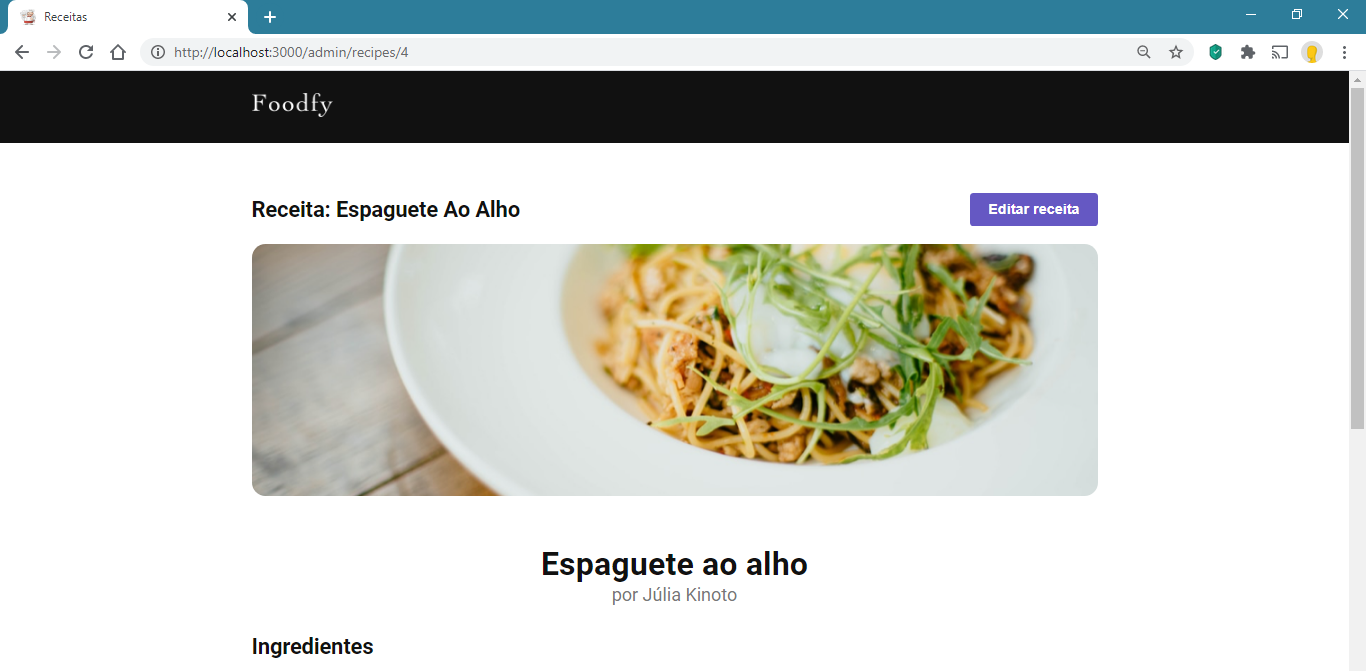 Receitas
http://localhost:3000/admin/recipes/4
Foodfy
Receita: Espaguete Ao Alho
Editar receita
Espaguete ao alho
por Júlia Kinoto
Ingredientes